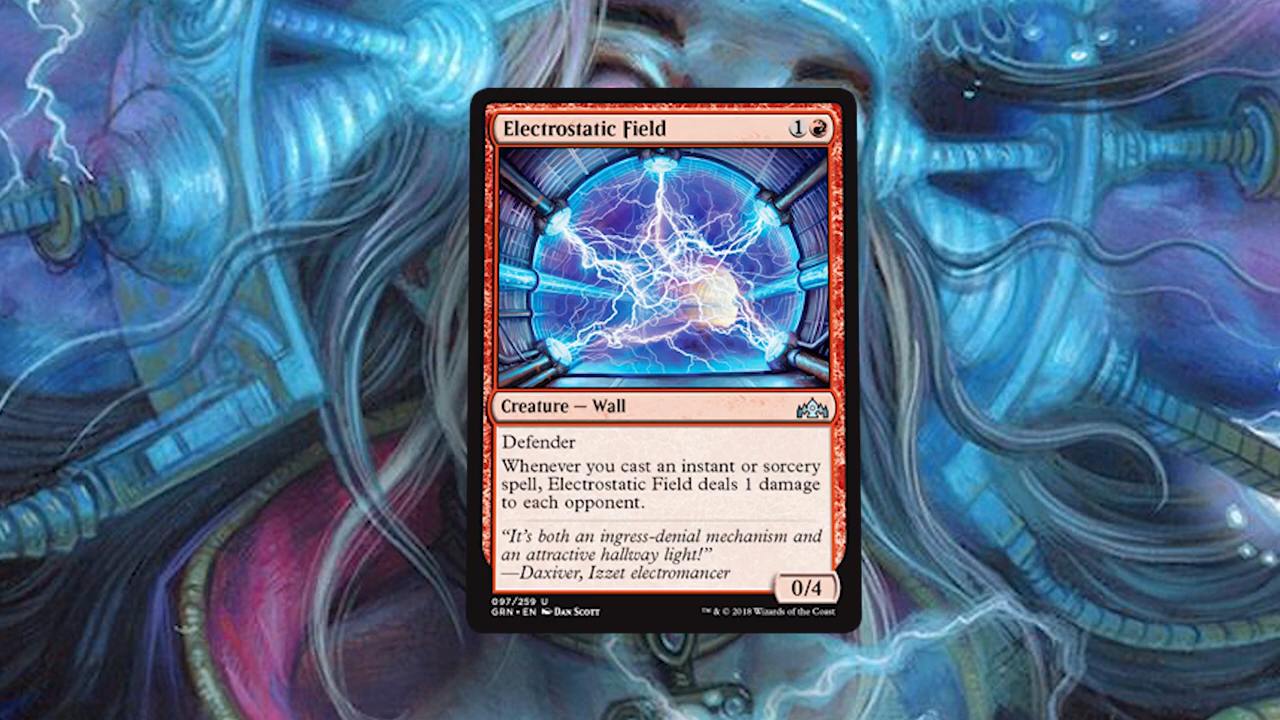 Electrostatic Field 1
Creature — Wall
Defender
Whenever you cast an instant or sorcery
spell, Electrostatic Field deals 1 damage
to each opponent.
“It’s both an ingress-denial mechanism and
an attractive hallway light!”
—Daxiver, Izzet electromancer
0/4
097/259 U
GRN • EN Dan Scott ™ & © 2018 Wizards of the Coast